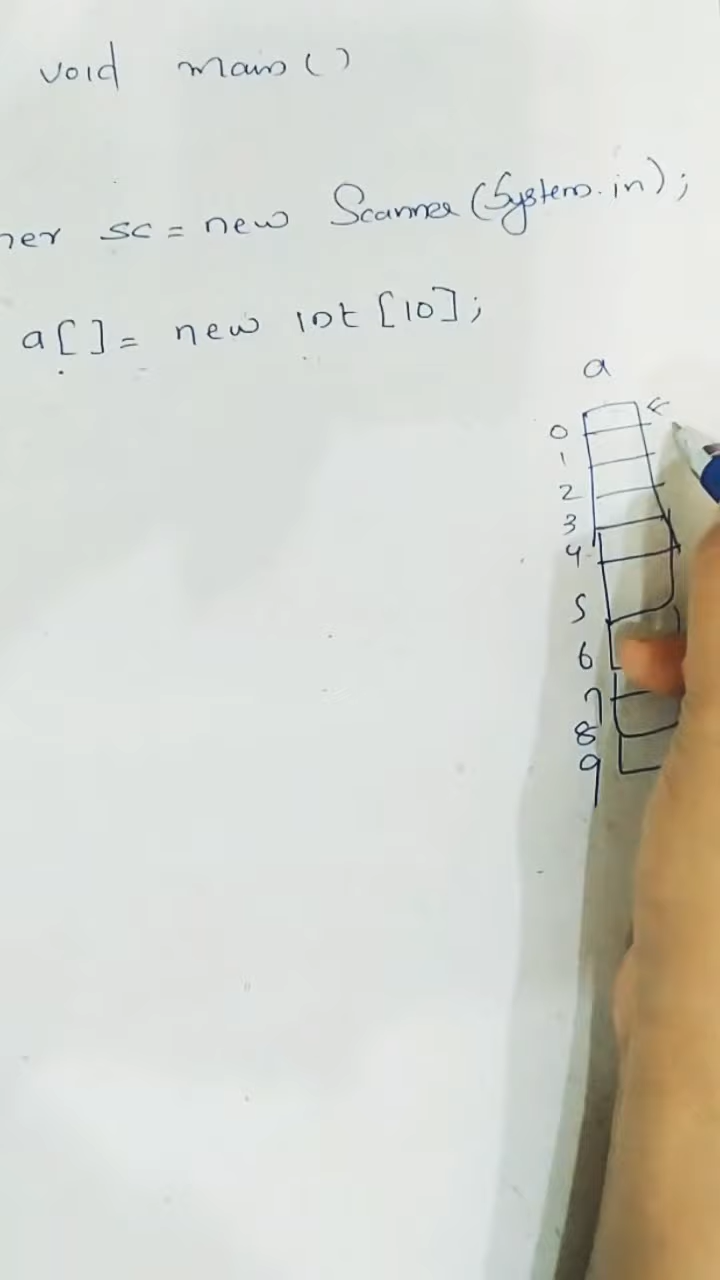 void main()
ner sc = new Scanner (System.in);
a[] = new int [10];
a
0
1
2
3
4
5
6
7
8
9